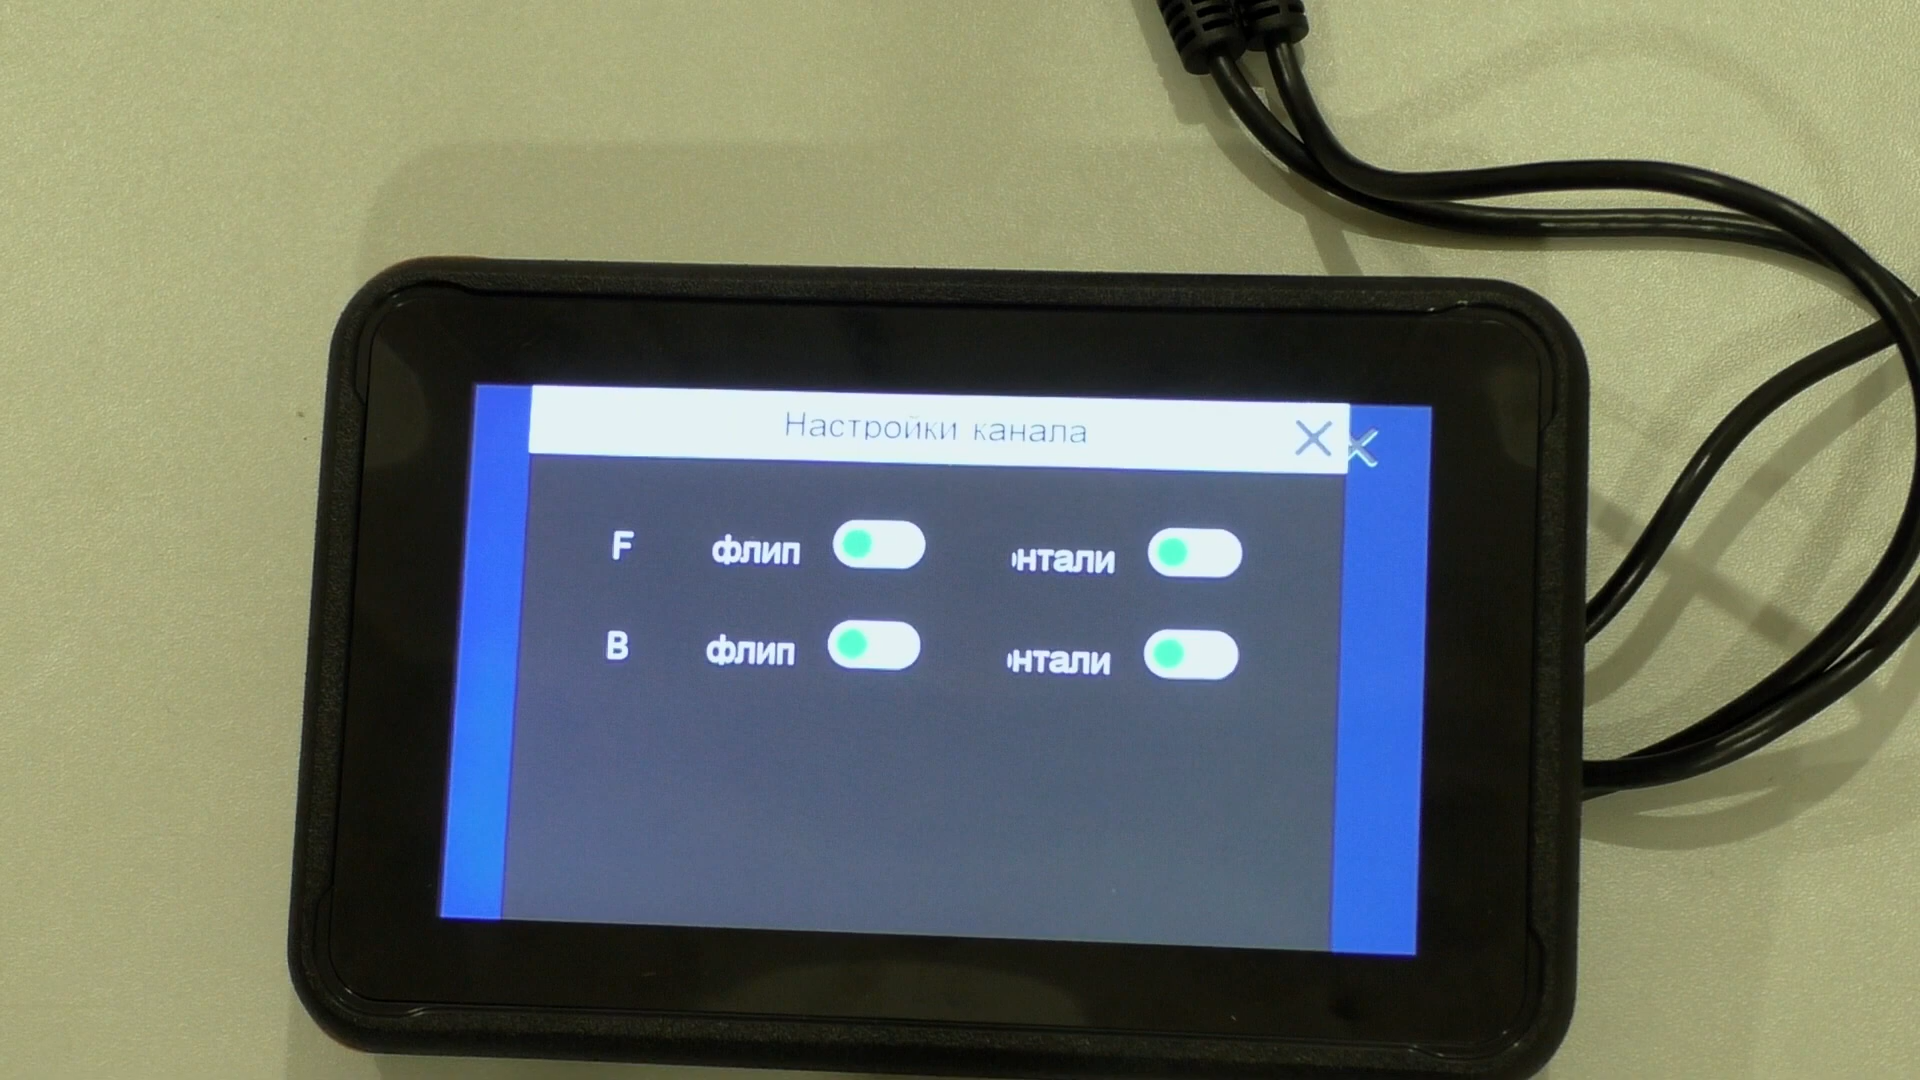 Настройки канала
F флип нтали
B флип нтали